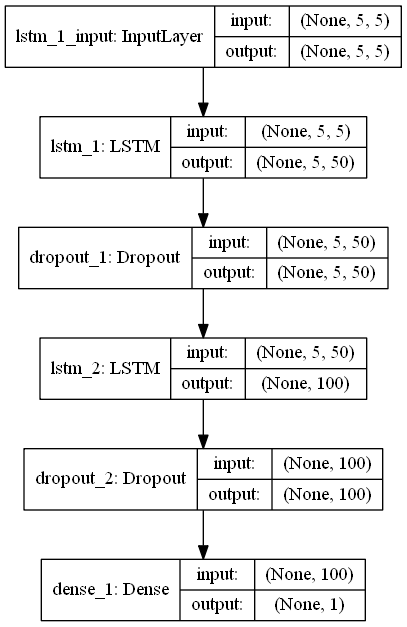 lstm_1_input: InputLayer
input: (None, 5, 5)
output: (None, 5, 5)
lstm_1: LSTM
input: (None, 5, 5)
output: (None, 5, 50)
dropout_1: Dropout
input: (None, 5, 50)
output: (None, 5, 50)
lstm_2: LSTM
input: (None, 5, 50)
output: (None, 100)
dropout_2: Dropout
input: (None, 100)
output: (None, 100)
dense_1: Dense
input: (None, 100)
output: (None, 1)